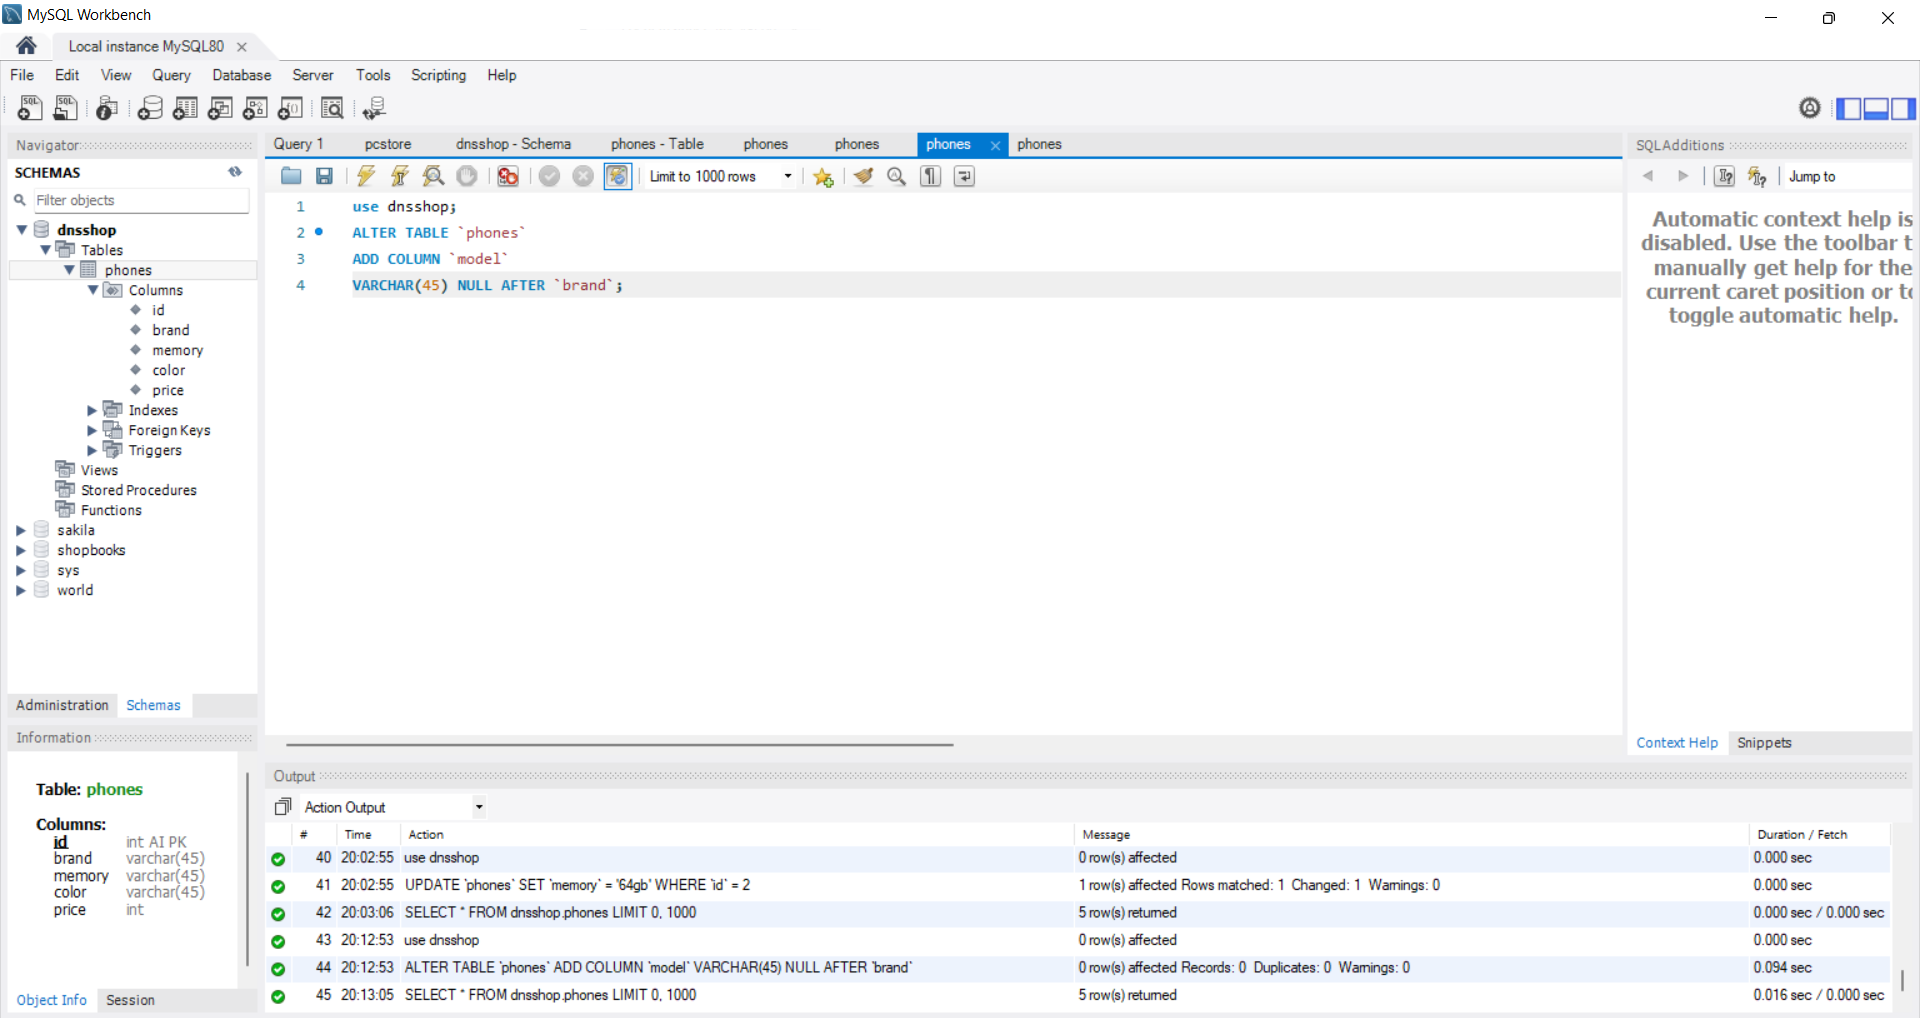 MySQL Workbench
Local instance MySQL80
File Edit View Query Database Server Tools Scripting Help
Navigator
SCHEMAS
Filter objects
dnsshop
Tables
phones
Columns
id
brand
memory
color
price
Indexes
Foreign Keys
Triggers
Views
Stored Procedures
Functions
sakila
shopbooks
sys
world
Administration Schemas
Information
Table: phones
Columns:
id int AI PK
brand varchar(45)
memory varchar(45)
color varchar(45)
price int
Object Info Session
Query 1 pcstore dnsshop - Schema phones - Table phones phones phones phones
Limit to 1000 rows
1 use dnsshop;
2 ALTER TABLE `phones`
3 ADD COLUMN `model`
4 VARCHAR(45) NULL AFTER `brand`;
SQLAdditions
Jump to
Automatic context help is
disabled. Use the toolbar t
manually get help for the
current caret position or to
toggle automatic help.
Context Help Snippets
Output
Action Output
# Time Action Message Duration / Fetch
40 20:02:55 use dnsshop 0 row(s) affected 0.000 sec
41 20:02:55 UPDATE `phones` SET `memory` = '64gb' WHERE `id` = 2 1 row(s) affected Rows matched: 1 Changed: 1 Warnings: 0 0.000 sec
42 20:03:06 SELECT * FROM dnsshop.phones LIMIT 0, 1000 5 row(s) returned 0.000 sec / 0.000 sec
43 20:12:53 use dnsshop 0 row(s) affected 0.000 sec
44 20:12:53 ALTER TABLE `phones` ADD COLUMN `model` VARCHAR(45) NULL AFTER `brand` 0 row(s) affected Records: 0 Duplicates: 0 Warnings: 0 0.094 sec
45 20:13:05 SELECT * FROM dnsshop.phones LIMIT 0, 1000 5 row(s) returned 0.016 sec / 0.000 sec